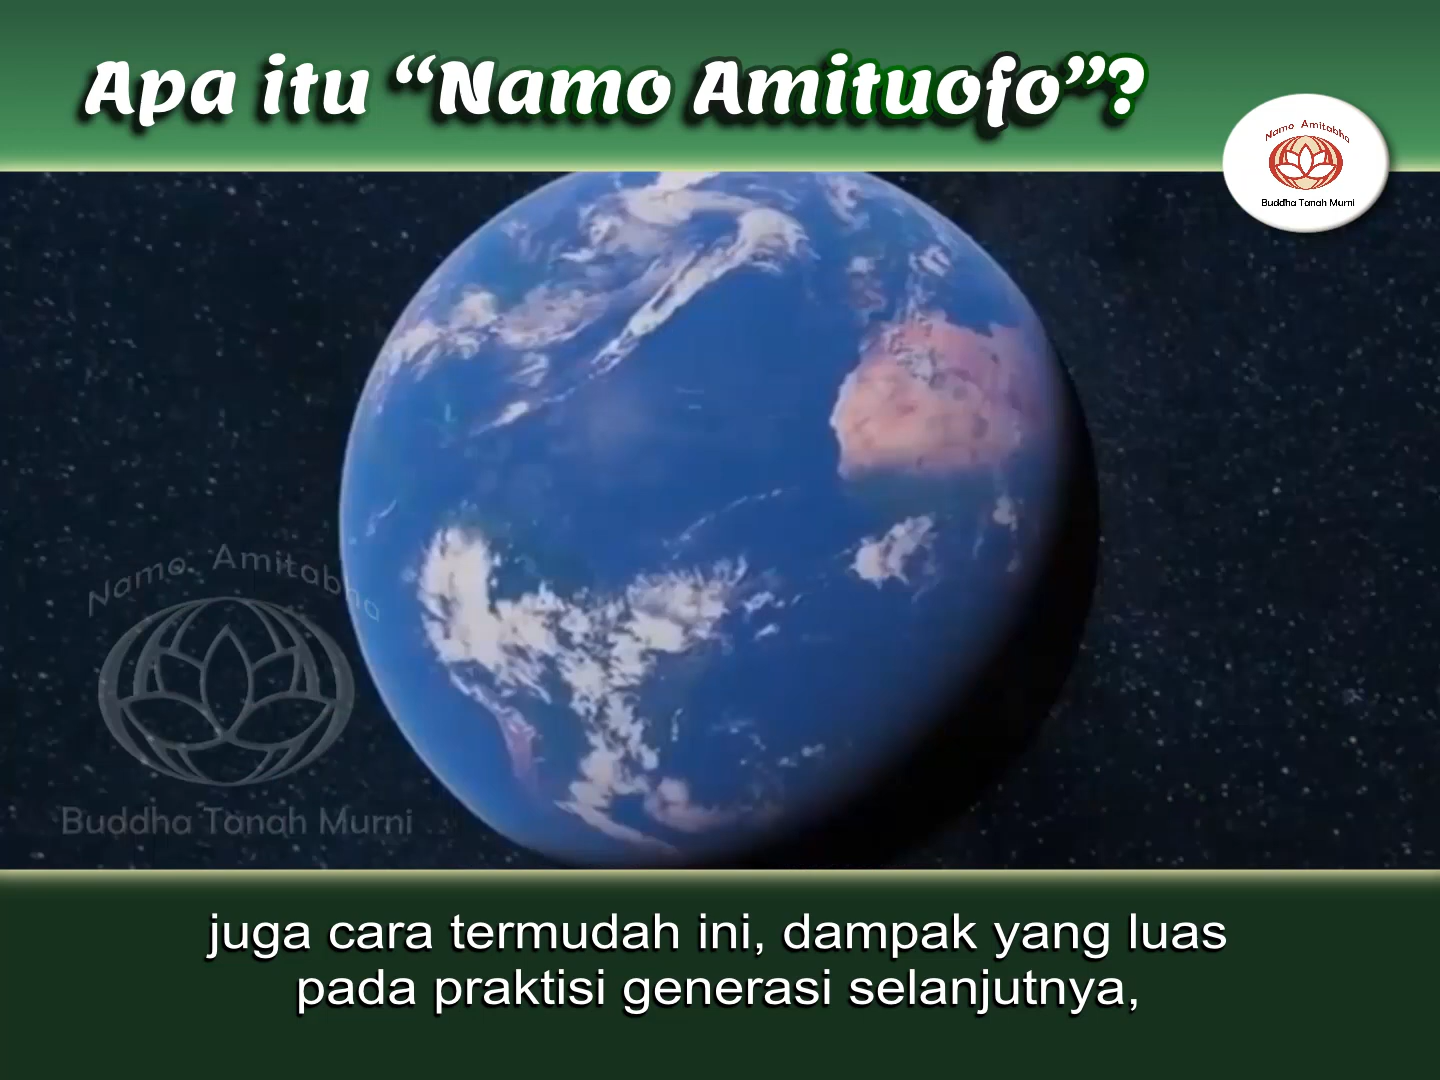 Apa itu “Namo Amituofo”?
Namo Amitabha
Buddha Tanah Murni
Namo Amitabha
Buddha Tanah Murni
juga cara termudah ini, dampak yang luas
pada praktisi generasi selanjutnya,